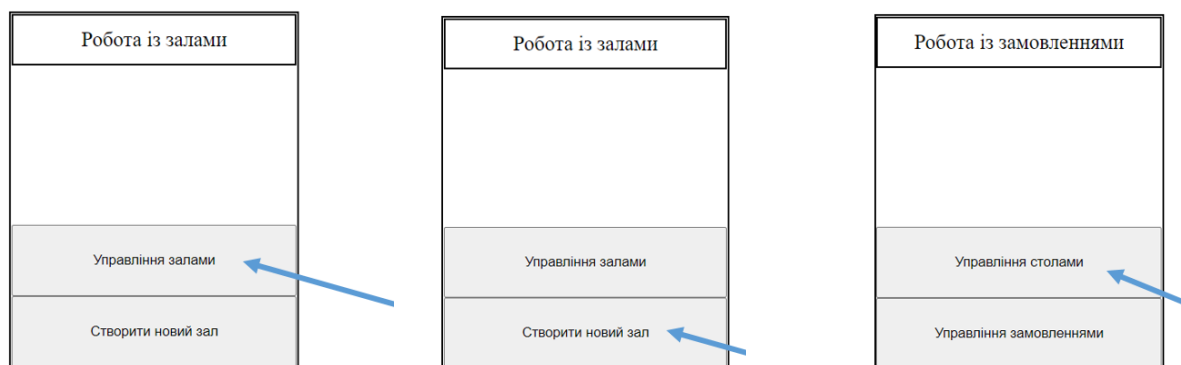 Робота із залами
Управління залами
Створити новий зал
Робота із залами
Управління залами
Створити новий зал
Робота із замовленнями
Управління столами
Управління замовленнями